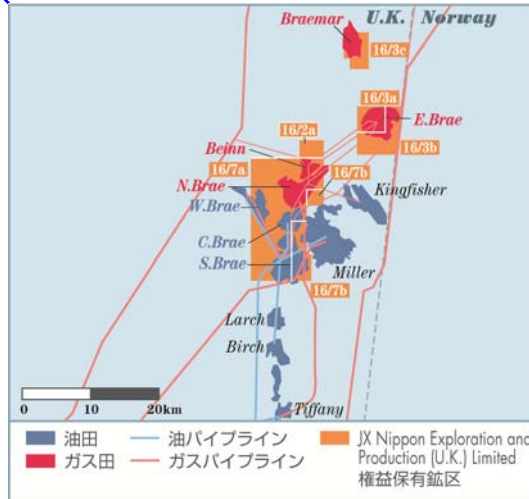 U.K. Norway
Braemar
16/3c
16/3a
E.Brae
16/2a
Beinn
16/3b
16/7a
16/7b
N.Brae
Kingfisher
W.Brae
C.Brae
S.Brae
Miller
16/7b
Larch
Birch
0 10 20km
Tiffany
油田
油パイプライン
JX Nippon Exploration and
ガス田
ガスパイプライン
Production (U.K.) Limited
権益保有鉱区